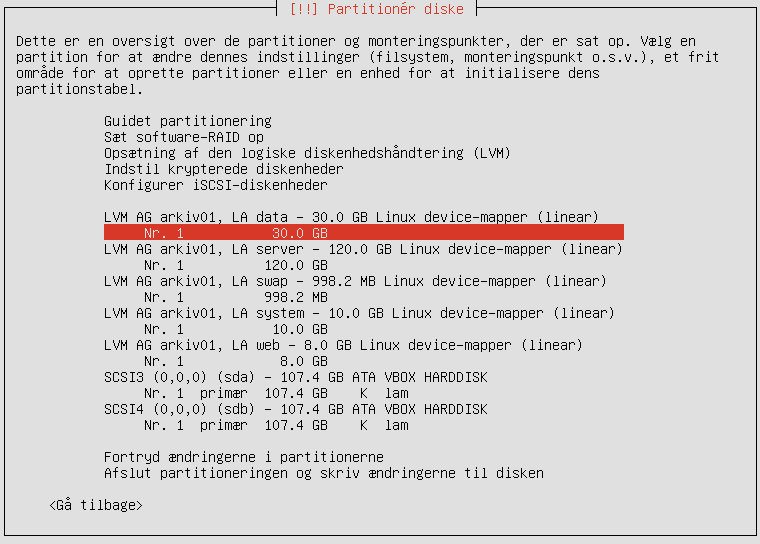 [!!] Partitionér diske
Dette er en oversigt over de partitioner og monteringspunkter, der er sat op. Vælg en
partition for at ændre dennes indstillinger (filsystem, monteringspunkt o.s.v.), et frit
område for at oprette partitioner eller en enhed for at initialisere dens
partitionstabel.
Guidet partitionering
Sæt software-RAID op
Opsætning af den logiske diskenhedshåndtering (LVM)
Indstil krypterede diskenheder
Konfigurer iSCSI-diskenheder
LVM AG arkiv01, LA data - 30.0 GB Linux device-mapper (linear)
Nr. 1 30.0 GB
LVM AG arkiv01, LA server - 120.0 GB Linux device-mapper (linear)
Nr. 1 120.0 GB
LVM AG arkiv01, LA swap - 998.2 MB Linux device-mapper (linear)
Nr. 1 998.2 MB
LVM AG arkiv01, LA system - 10.0 GB Linux device-mapper (linear)
Nr. 1 10.0 GB
LVM AG arkiv01, LA web - 8.0 GB Linux device-mapper (linear)
Nr. 1 8.0 GB
SCSI3 (0,0,0) (sda) - 107.4 GB ATA VBOX HARDDISK
Nr. 1 primær 107.4 GB K lam
SCSI4 (0,0,0) (sdb) - 107.4 GB ATA VBOX HARDDISK
Nr. 1 primær 107.4 GB K lam
Fortryd ændringerne i partitionerne
Afslut partitioneringen og skriv ændringerne til disken
<Gå tilbage>